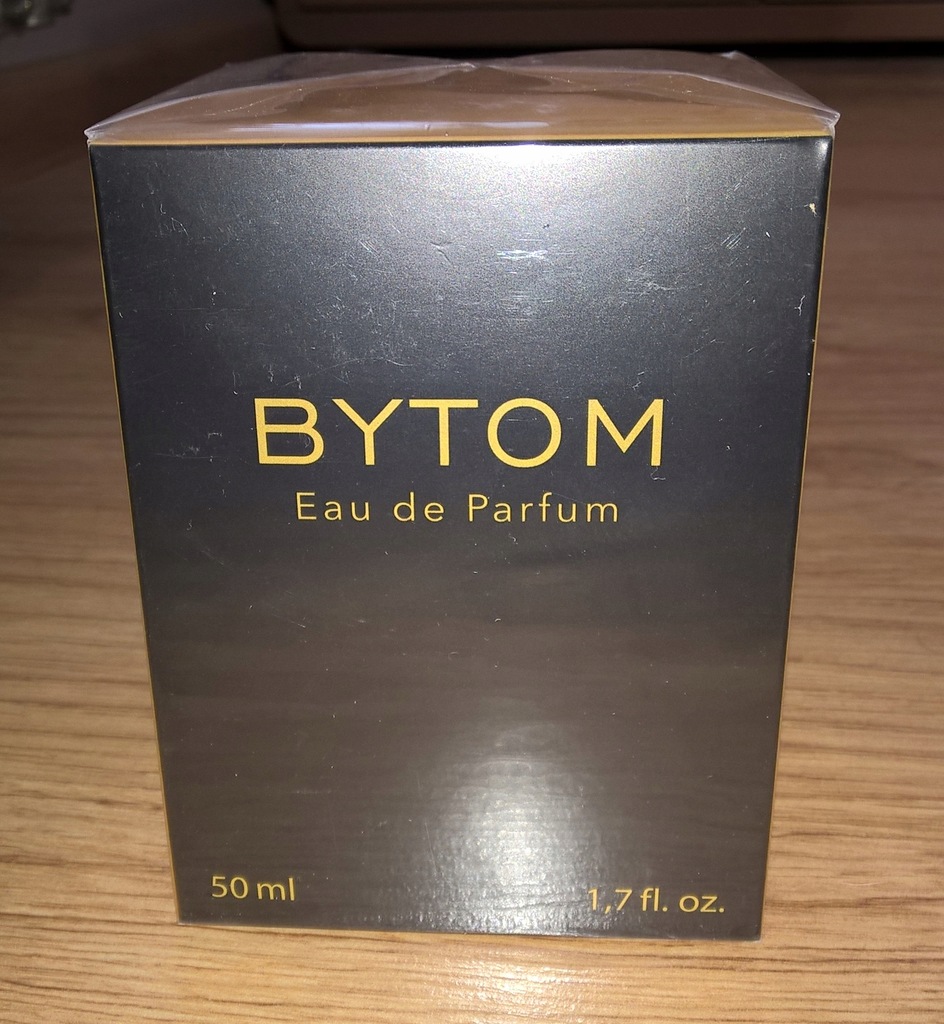 BYTOM
Eau de Parfum
50 ml
1,7 fl. oz.